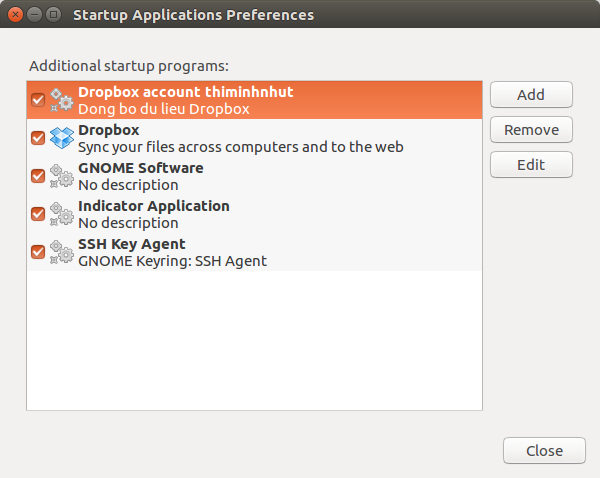 Startup Applications Preferences
Additional startup programs:
Dropbox account thiminhnhut
Dong bo du lieu Dropbox
Dropbox
Sync your files across computers and to the web
GNOME Software
No description
Indicator Application
No description
SSH Key Agent
GNOME Keyring: SSH Agent
Add
Remove
Edit
Close